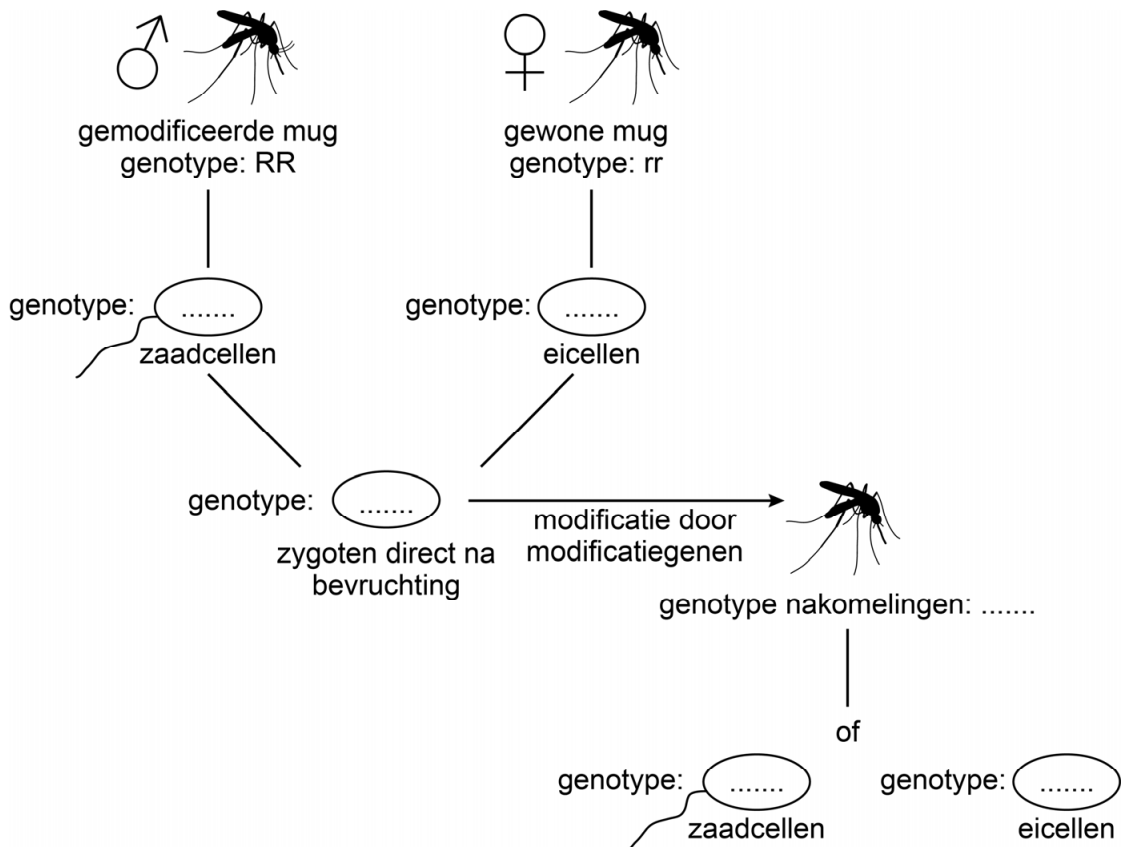 gemodificeerde mug
genotype: RR
gewone mug
genotype: rr
genotype: .......
zaadcellen
genotype: .......
eicellen
genotype: .......
zygoten direct na
bevruchting
modificatie door
modificatiegenen
genotype nakomelingen: .......
of
genotype: .......
zaadcellen
genotype: .......
eicellen